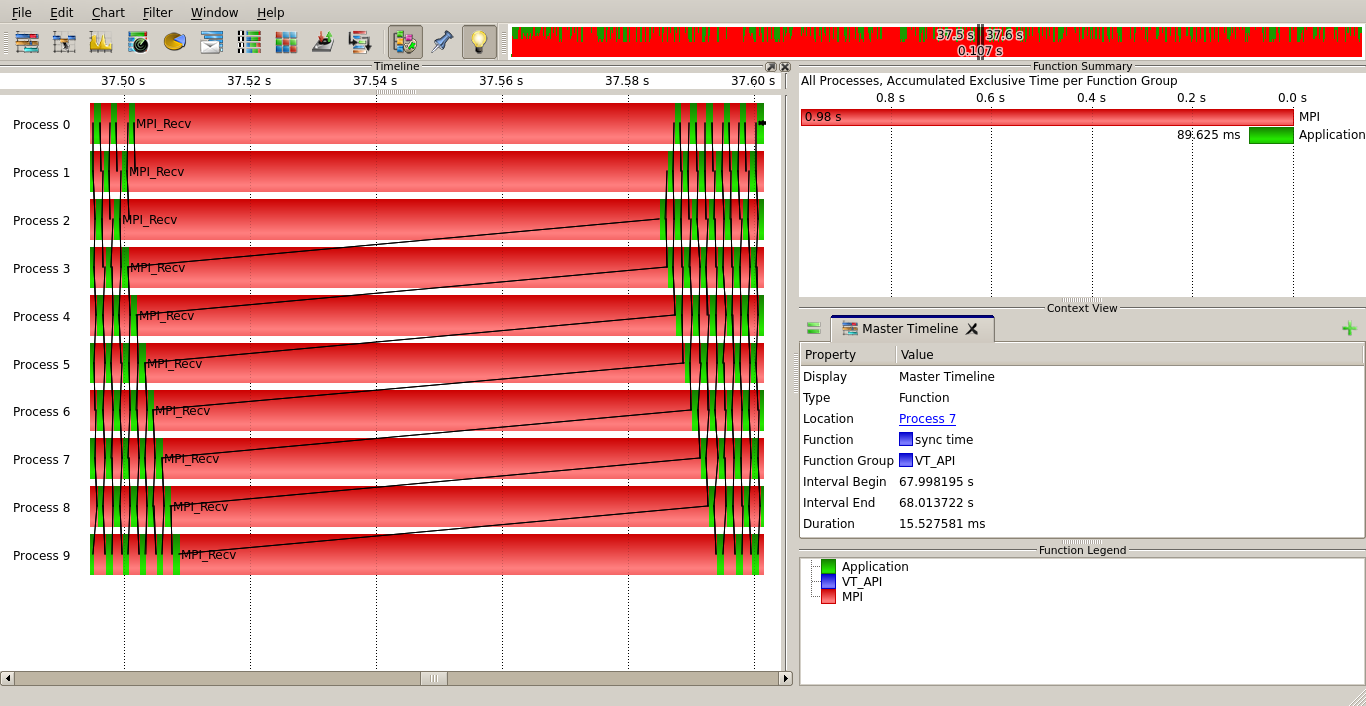 File Edit Chart Filter Window Help
37.5 s 37.6 s
0.107 s
Timeline
37.50 s 37.52 s 37.54 s 37.56 s 37.58 s 37.60 s
Process 0 MPI_Recv
Process 1 MPI_Recv
Process 2 MPI_Recv
Process 3 MPI_Recv
Process 4 MPI_Recv
Process 5 MPI_Recv
Process 6 MPI_Recv
Process 7 MPI_Recv
Process 8 MPI_Recv
Process 9 MPI_Recv
Function Summary
All Processes, Accumulated Exclusive Time per Function Group
0.8 s 0.6 s 0.4 s 0.2 s 0.0 s
0.98 s MPI
89.625 ms Application
Context View
Master Timeline
Property Value
Display Master Timeline
Type Function
Location Process 7
Function sync time
Function Group VT_API
Interval Begin 67.998195 s
Interval End 68.013722 s
Duration 15.527581 ms
Function Legend
Application
VT_API
MPI